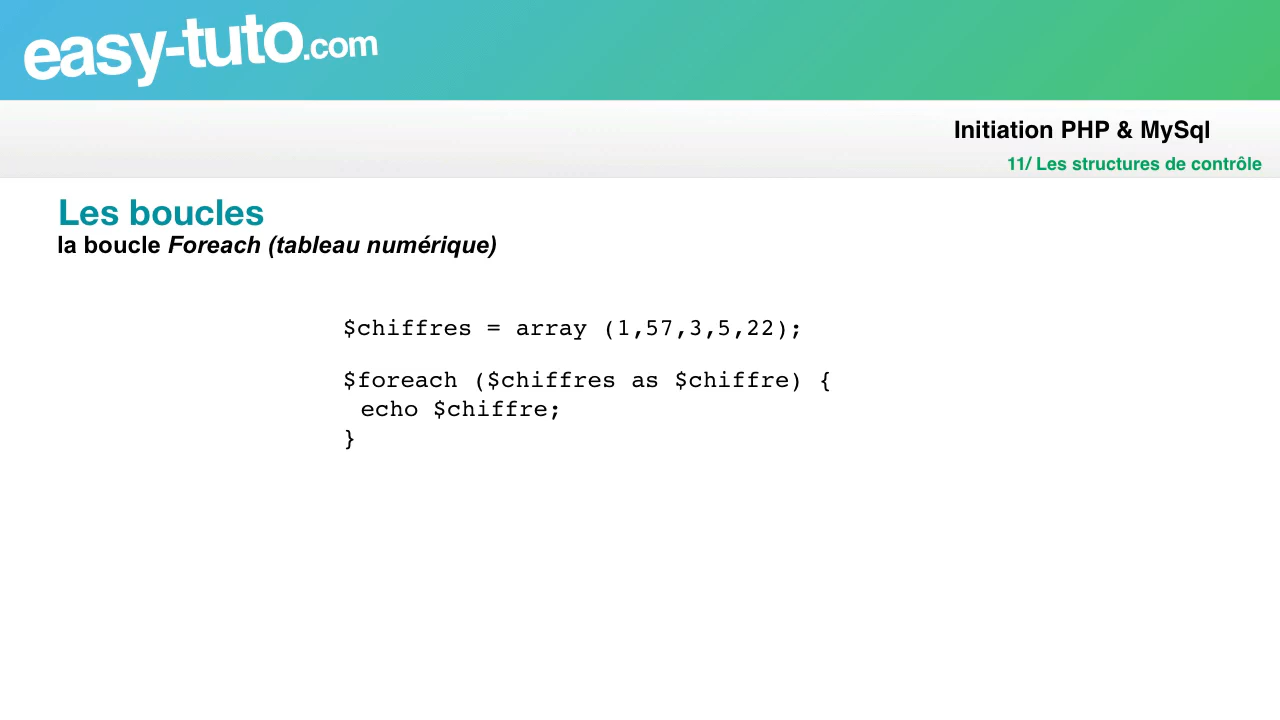 easy-tuto.com
Initiation PHP & MySql
11/ Les structures de contrôle
Les boucles
la boucle Foreach (tableau numérique)
$chiffres = array (1,57,3,5,22);
$foreach ($chiffres as $chiffre) {
echo $chiffre;
}